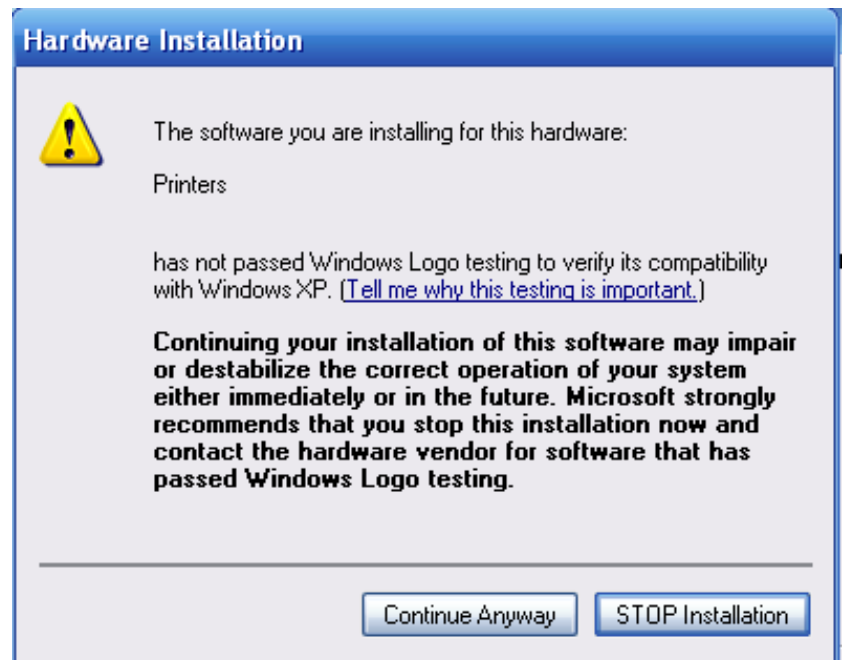 Hardware Installation
The software you are installing for this hardware:
Printers
has not passed Windows Logo testing to verify its compatibility
with Windows XP. (Tell me why this testing is important.)
Continuing your installation of this software may impair
or destabilize the correct operation of your system
either immediately or in the future. Microsoft strongly
recommends that you stop this installation now and
contact the hardware vendor for software that has
passed Windows Logo testing.
Continue Anyway STOP Installation